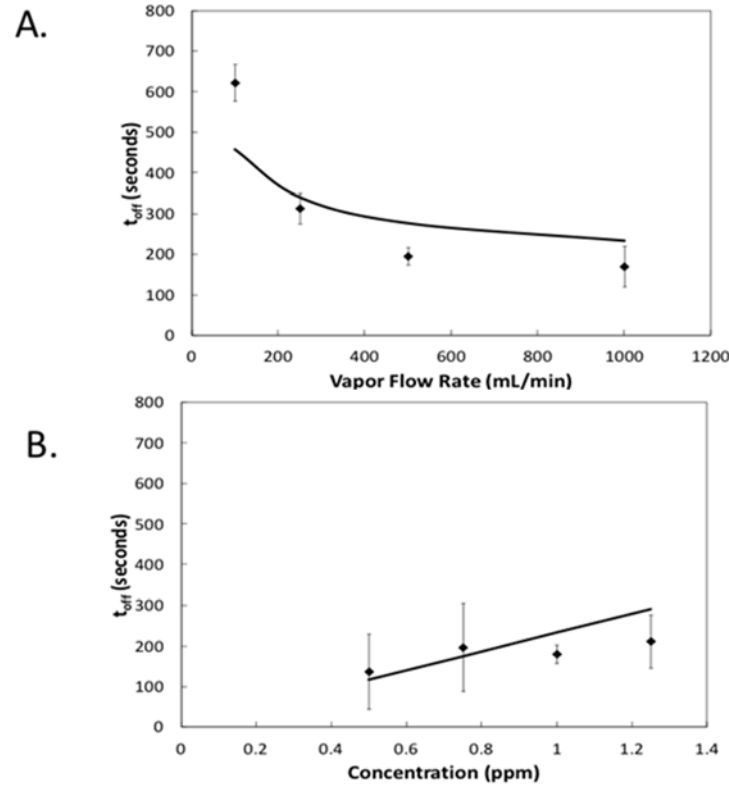 A.
800
700
600
500
400
300
200
100
0
t_off (seconds)
0 200 400 600 800 1000 1200
Vapor Flow Rate (mL/min)
B.
800
700
600
500
400
300
200
100
0
t_off (seconds)
0 0.2 0.4 0.6 0.8 1 1.2 1.4
Concentration (ppm)